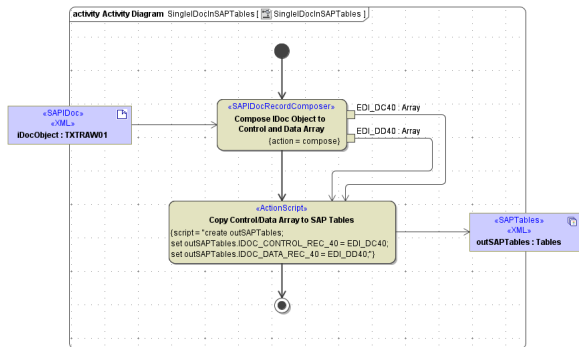 activity Activity Diagram SingleIDocInSAPTables [ SingleIDocInSAPTables ]
«SAPIDocRecordComposer»
Compose IDoc Object to
Control and Data Array
{action = compose}
EDI_DC40 : Array
EDI_DD40 : Array
«SAPIDoc»
«XML»
iDocObject : TXTRAW01
«ActionScript»
Copy Control/Data Array to SAP Tables
{script = "create outSAPTables;
set outSAPTables.IDOC_CONTROL_REC_40 = EDI_DC40;
set outSAPTables.IDOC_DATA_REC_40 = EDI_DD40;"}
«SAPTables»
«XML»
outSAPTables : Tables